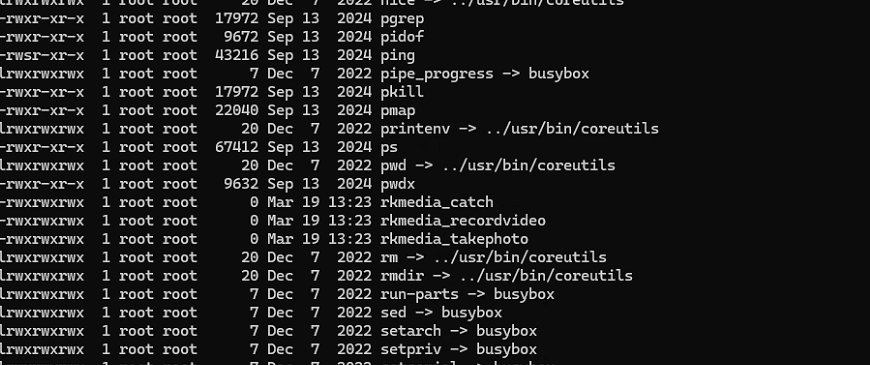 lrwxrwxrwx 1 root root 20 Dec 7 2022 nice -> ../usr/bin/coreutils
-rwxr-xr-x 1 root root 17972 Sep 13 2024 pgrep
-rwxr-xr-x 1 root root 9672 Sep 13 2024 pidof
-rwsr-xr-x 1 root root 43216 Sep 13 2024 ping
lrwxrwxrwx 1 root root 7 Dec 7 2022 pipe_progress -> busybox
-rwxr-xr-x 1 root root 17972 Sep 13 2024 pkill
-rwxr-xr-x 1 root root 22040 Sep 13 2024 pmap
lrwxrwxrwx 1 root root 20 Dec 7 2022 printenv -> ../usr/bin/coreutils
-rwxr-xr-x 1 root root 67412 Sep 13 2024 ps
lrwxrwxrwx 1 root root 20 Dec 7 2022 pwd -> ../usr/bin/coreutils
-rwxr-xr-x 1 root root 9632 Sep 13 2024 pwdx
-rwxrwxrwx 1 root root 0 Mar 19 13:23 rkmedia_catch
-rwxrwxrwx 1 root root 0 Mar 19 13:23 rkmedia_recordvideo
-rwxrwxrwx 1 root root 0 Mar 19 13:23 rkmedia_takephoto
lrwxrwxrwx 1 root root 20 Dec 7 2022 rm -> ../usr/bin/coreutils
lrwxrwxrwx 1 root root 20 Dec 7 2022 rmdir -> ../usr/bin/coreutils
lrwxrwxrwx 1 root root 7 Dec 7 2022 run-parts -> busybox
lrwxrwxrwx 1 root root 7 Dec 7 2022 sed -> busybox
lrwxrwxrwx 1 root root 7 Dec 7 2022 setarch -> busybox
lrwxrwxrwx 1 root root 7 Dec 7 2022 setpriv -> busybox